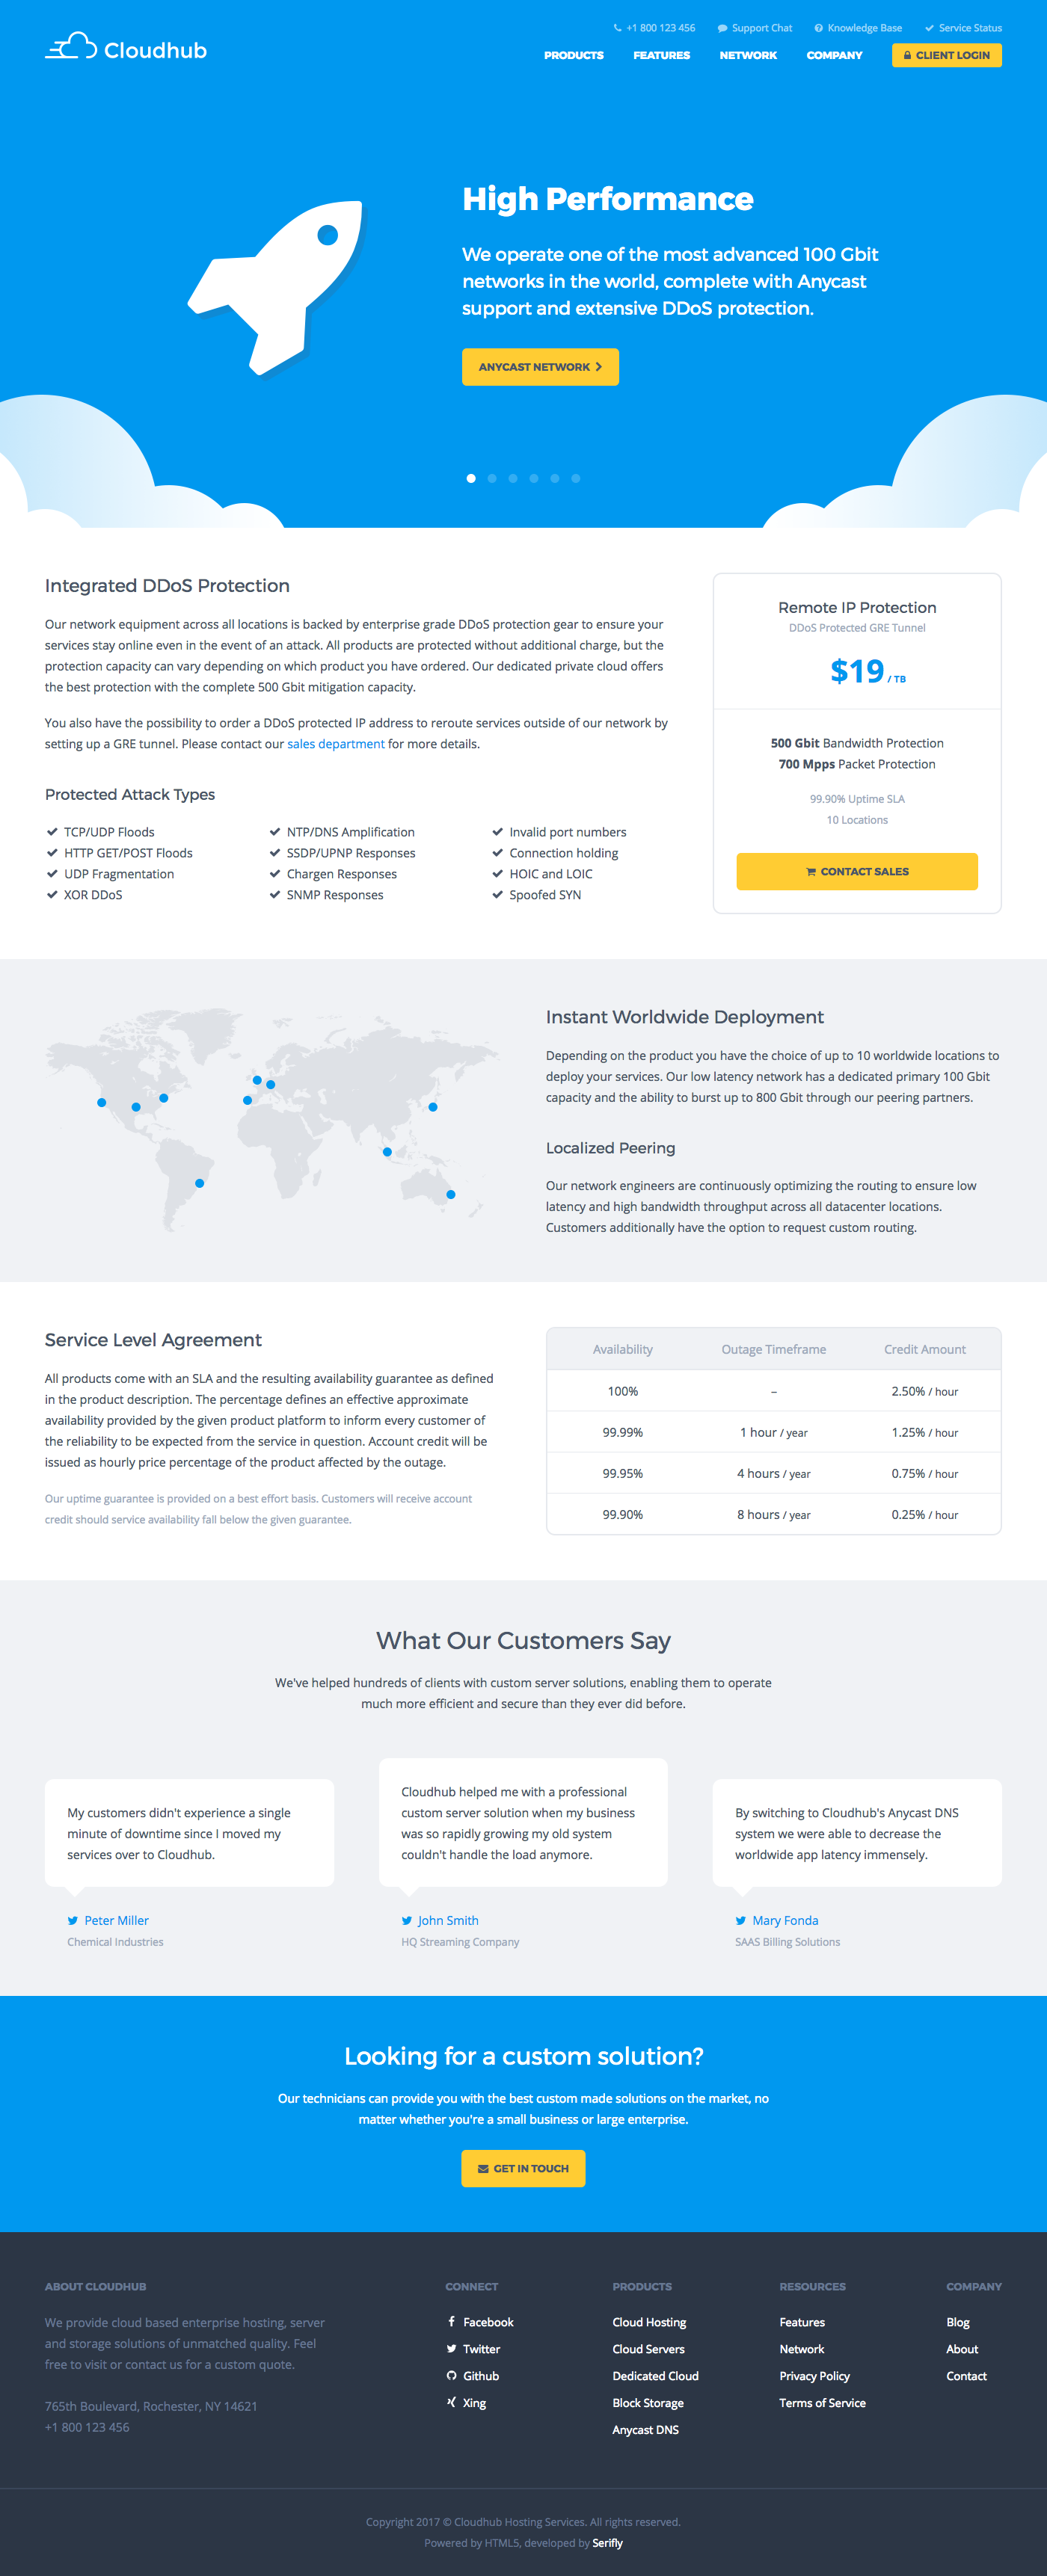 +1 800 123 456 Support Chat Knowledge Base Service Status
Cloudhub
PRODUCTS FEATURES NETWORK COMPANY CLIENT LOGIN
High Performance
We operate one of the most advanced 100 Gbit
networks in the world, complete with Anycast
support and extensive DDoS protection.
ANYCAST NETWORK
Integrated DDoS Protection
Our network equipment across all locations is backed by enterprise grade DDoS protection gear to ensure your
services stay online even in the event of an attack. All products are protected without additional charge, but the
protection capacity can vary depending on which product you have ordered. Our dedicated private cloud offers
the best protection with the complete 500 Gbit mitigation capacity.
You also have the possibility to order a DDoS protected IP address to reroute services outside of our network by
setting up a GRE tunnel. Please contact our sales department for more details.
Protected Attack Types
TCP/UDP Floods
HTTP GET/POST Floods
UDP Fragmentation
XOR DDoS
NTP/DNS Amplification
SSDP/UPNP Responses
Chargen Responses
SNMP Responses
Invalid port numbers
Connection holding
HOIC and LOIC
Spoofed SYN
Remote IP Protection
DDoS Protected GRE Tunnel
$19 / TB
500 Gbit Bandwidth Protection
700 Mpps Packet Protection
99.90% Uptime SLA
10 Locations
CONTACT SALES
Instant Worldwide Deployment
Depending on the product you have the choice of up to 10 worldwide locations to
deploy your services. Our low latency network has a dedicated primary 100 Gbit
capacity and the ability to burst up to 800 Gbit through our peering partners.
Localized Peering
Our network engineers are continuously optimizing the routing to ensure low
latency and high bandwidth throughput across all datacenter locations.
Customers additionally have the option to request custom routing.
Service Level Agreement
All products come with an SLA and the resulting availability guarantee as defined
in the product description. The percentage defines an effective approximate
availability provided by the given product platform to inform every customer of
the reliability to be expected from the service in question. Account credit will be
issued as hourly price percentage of the product affected by the outage.
Our uptime guarantee is provided on a best effort basis. Customers will receive account
credit should service availability fall below the given guarantee.
Availability Outage Timeframe Credit Amount
100% – 2.50% / hour
99.99% 1 hour / year 1.25% / hour
99.95% 4 hours / year 0.75% / hour
99.90% 8 hours / year 0.25% / hour
What Our Customers Say
We've helped hundreds of clients with custom server solutions, enabling them to operate
much more efficient and secure than they ever did before.
My customers didn't experience a single
minute of downtime since I moved my
services over to Cloudhub.
Peter Miller
Chemical Industries
Cloudhub helped me with a professional
custom server solution when my business
was so rapidly growing my old system
couldn't handle the load anymore.
John Smith
HQ Streaming Company
By switching to Cloudhub's Anycast DNS
system we were able to decrease the
worldwide app latency immensely.
Mary Fonda
SAAS Billing Solutions
Looking for a custom solution?
Our technicians can provide you with the best custom made solutions on the market, no
matter whether you're a small business or large enterprise.
GET IN TOUCH
ABOUT CLOUDHUB
We provide cloud based enterprise hosting, server
and storage solutions of unmatched quality. Feel
free to visit or contact us for a custom quote.
765th Boulevard, Rochester, NY 14621
+1 800 123 456
CONNECT
Facebook
Twitter
Github
Xing
PRODUCTS
Cloud Hosting
Cloud Servers
Dedicated Cloud
Block Storage
Anycast DNS
RESOURCES
Features
Network
Privacy Policy
Terms of Service
COMPANY
Blog
About
Contact
Copyright 2017 © Cloudhub Hosting Services. All rights reserved.
Powered by HTML5, developed by Serifly